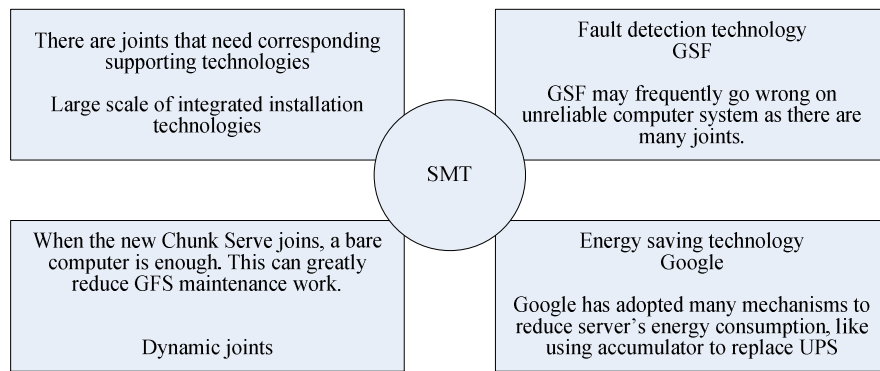 There are joints that need corresponding
supporting technologies
Large scale of integrated installation
technologies
Fault detection technology
GSF
GSF may frequently go wrong on
unreliable computer system as there are
many joints.
SMT
When the new Chunk Serve joins, a bare
computer is enough. This can greatly
reduce GFS maintenance work.
Dynamic joints
Energy saving technology
Google
Google has adopted many mechanisms to
reduce server’s energy consumption, like
using accumulator to replace UPS